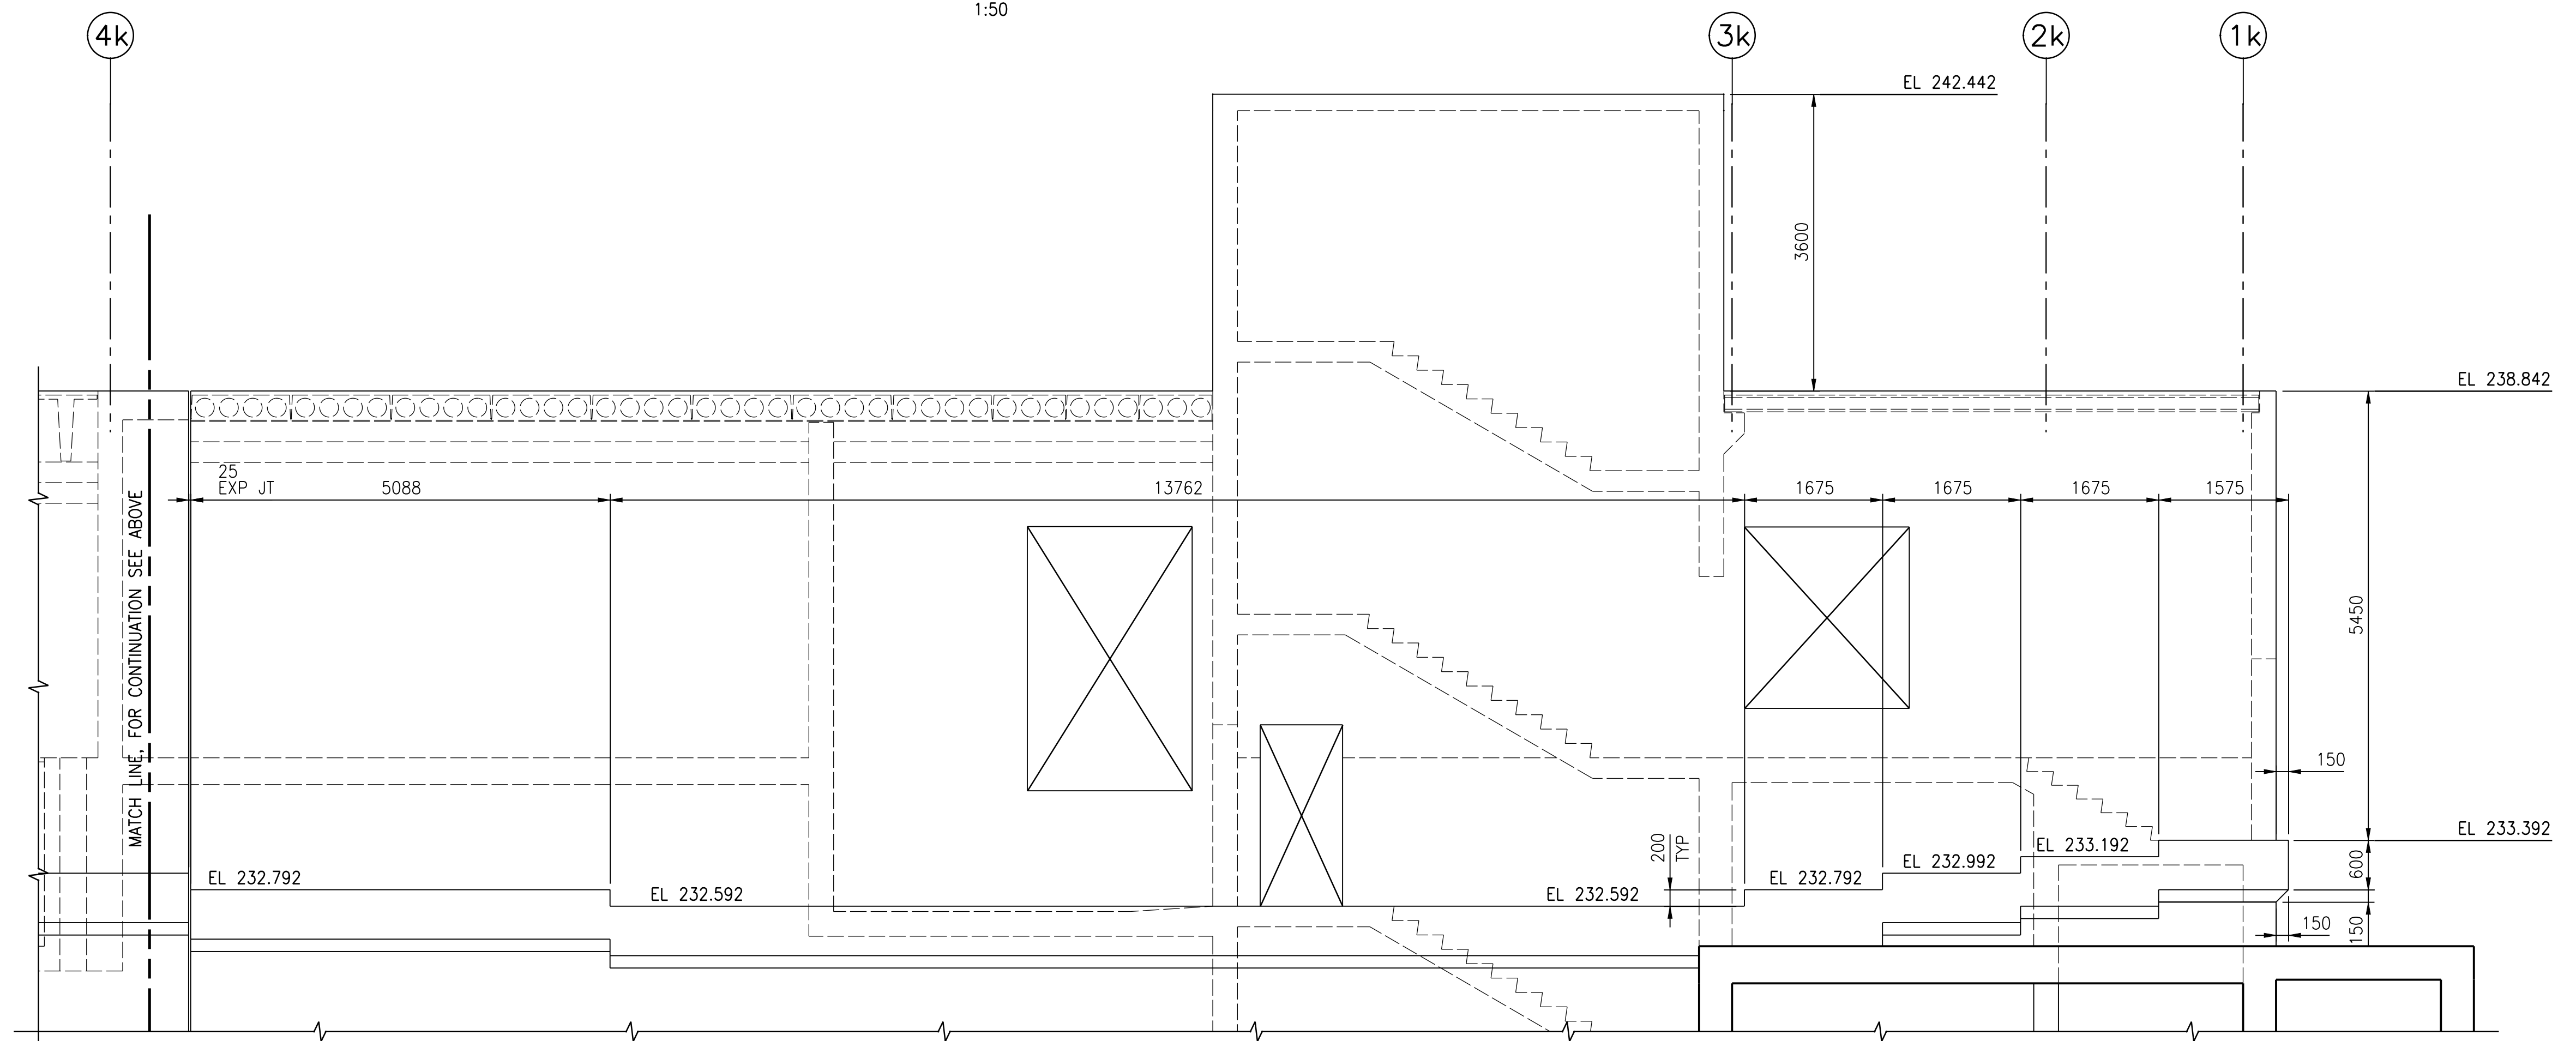 1:50
4k
3k
2k
1k
EL 242.442
3600
EL 238.842
25
EXP JT
5088
13762
1675
1675
1675
1575
MATCH LINE, FOR CONTINUATION SEE ABOVE
5450
150
EL 233.392
200
TYP
EL 233.192
EL 232.992
600
EL 232.792
EL 232.592
EL 232.592
EL 232.792
150
150